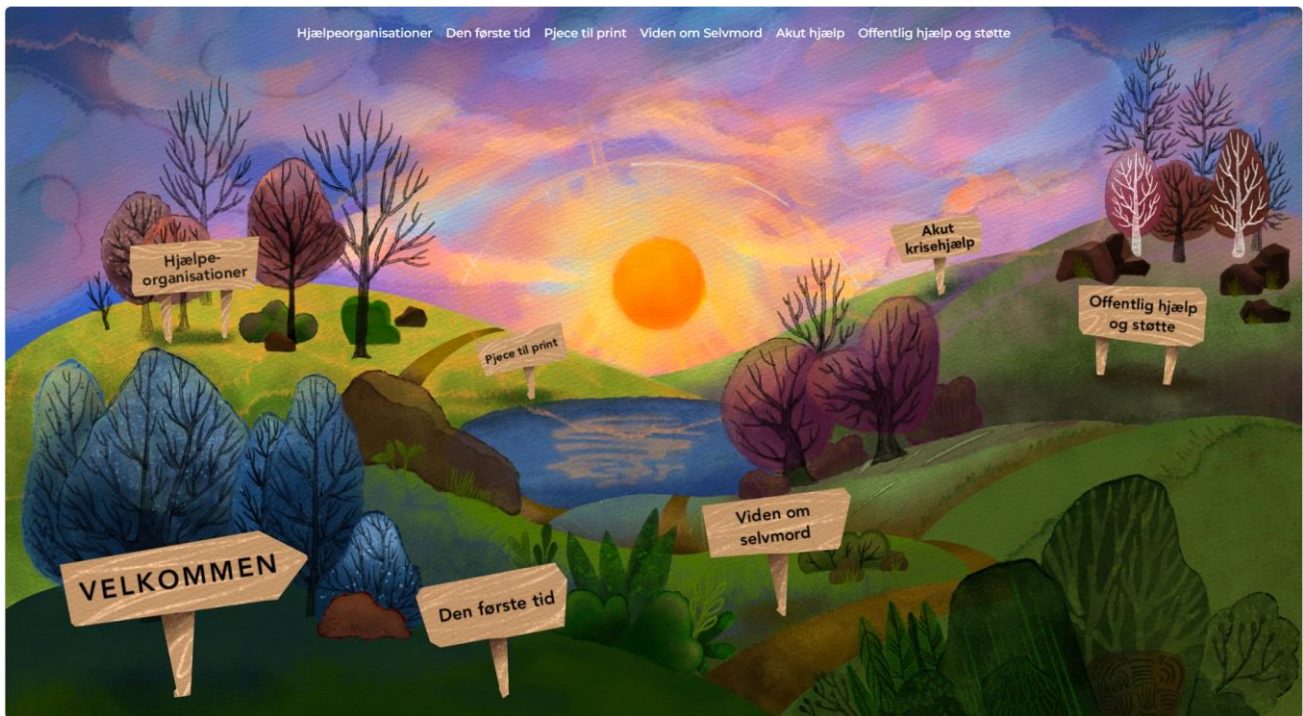 Hjælpeorganisationer Den første tid Pjece til print Viden om Selvmord Akut hjælp Offentlig hjælp og støtte
Akut
krisehjælp
Hjælpe-
organisationer
Offentlig hjælp
og støtte
Pjece til print
Viden om
selvmord
VELKOMMEN
Den første tid